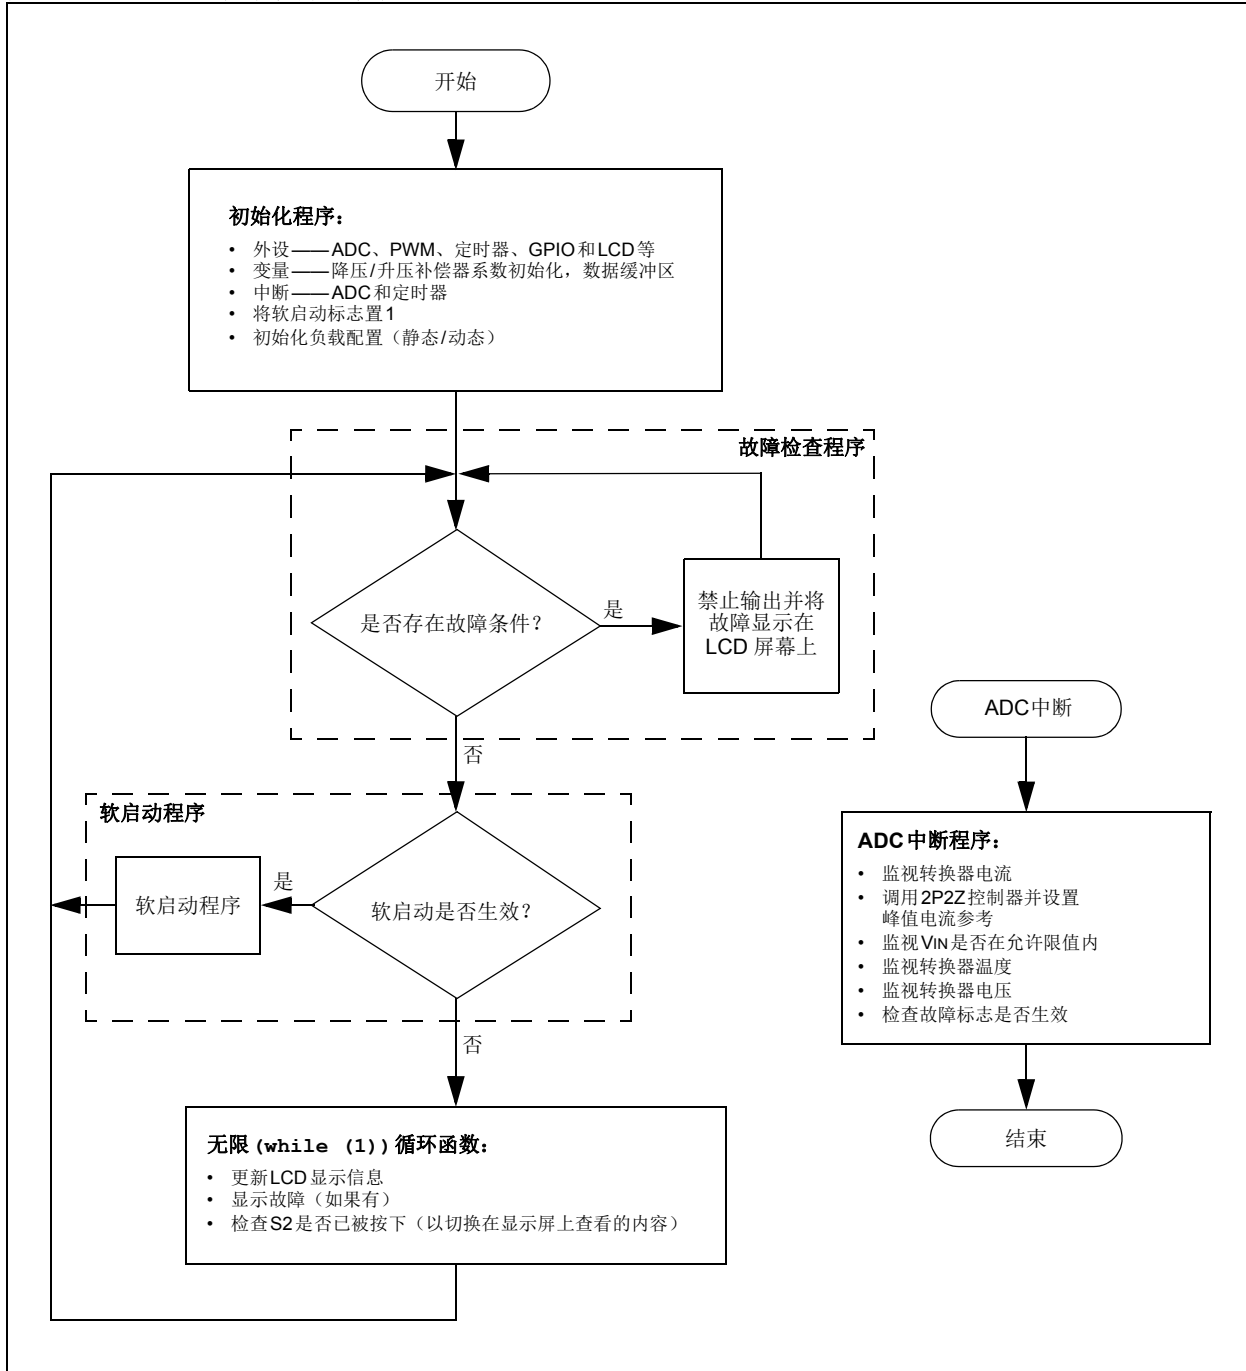 开始
初始化程序：
• 外设——ADC、PWM、定时器、GPIO和LCD等
• 变量——降压/升压补偿器系数初始化，数据缓冲区
• 中断——ADC和定时器
• 将软启动标志置1
• 初始化负载配置（静态/动态）
故障检查程序
是否存在故障条件？
是
禁止输出并将
故障显示在
LCD 屏幕上
否
软启动程序
软启动是否生效？
是
软启动程序
否
无限(while (1))循环函数：
• 更新LCD显示信息
• 显示故障（如果有）
• 检查S2是否已被按下（以切换在显示屏上查看的内容）
ADC中断
ADC中断程序：
• 监视转换器电流
• 调用2P2Z控制器并设置
峰值电流参考
• 监视VIN是否在允许限值内
• 监视转换器温度
• 监视转换器电压
• 检查故障标志是否生效
结束